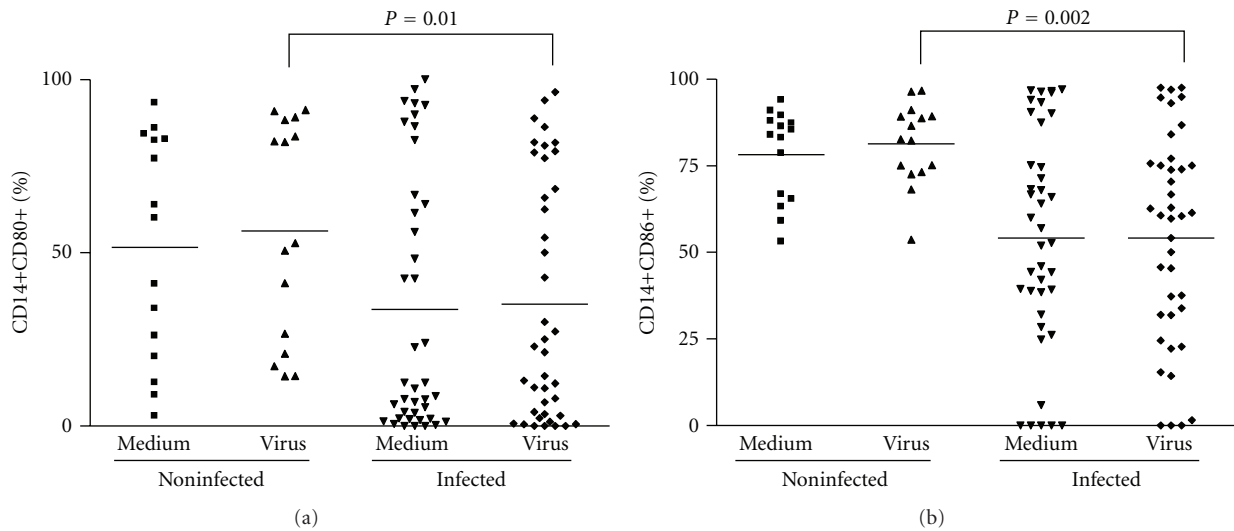 P = 0.01
100
50
0
CD14+CD80+ (%)
Medium Virus Medium Virus
Noninfected Infected
(a)
P = 0.002
100
75
50
25
0
CD14+CD86+ (%)
Medium Virus Medium Virus
Noninfected Infected
(b)